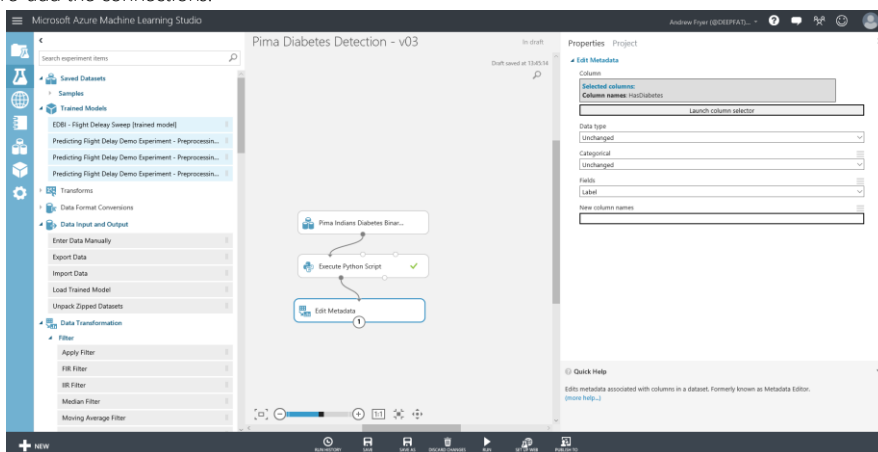 Microsoft Azure Machine Learning Studio
Andrew Fryer (@DEEPFAT)...
Search experiment items
Saved Datasets
Samples
Trained Models
EDBI - Flight Deleay Sweep [trained model]
Predicting Flight Delay Demo Experiment - Preprocessin...
Predicting Flight Delay Demo Experiment - Preprocessin...
Predicting Flight Delay Demo Experiment - Preprocessin...
Transforms
Data Format Conversions
Data Input and Output
Enter Data Manually
Export Data
Import Data
Load Trained Model
Unpack Zipped Datasets
Data Transformation
Filter
Apply Filter
FIR Filter
IIR Filter
Median Filter
Moving Average Filter
Pima Diabetes Detection - v03
In draft
Draft saved at 13:45:56
Pima Indians Diabetes Binar...
Execute Python Script
Edit Metadata
1
1:1
Properties Project
Edit Metadata
Column
Selected columns:
Column names: HasDiabetes
Launch column selector
Data type
Unchanged
Categorical
Unchanged
Fields
Label
New column names
Quick Help
Edits metadata associated with columns in a dataset. Formerly known as Metadata Editor.
(more help...)
NEW
RUN HISTORY
SAVE
SAVE AS
DISCARD CHANGES
RUN
SET UP WEB
PUBLISH TO